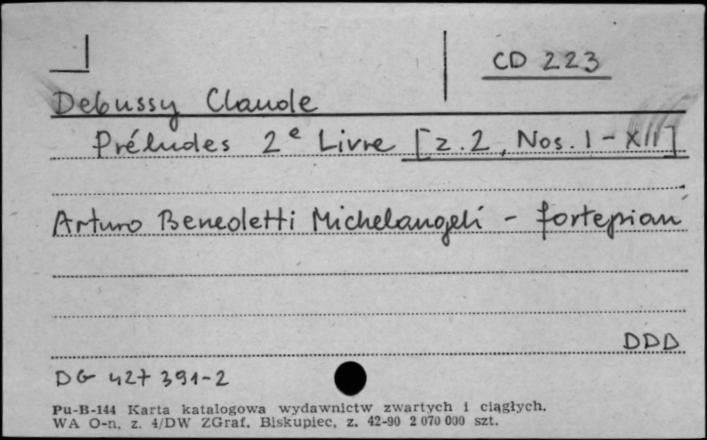 CD 223
Debussy Claude
Préludes 2e Livre [z.2, Nos. I - XII]
Arturo Benedetti Michelangeli - fortepian
DDD
DG 427 391-2
Pu-B-144 Karta katalogowa wydawnictw zwartych i ciągłych.
WA O-n, z. 4/DW ZGraf. Biskupiec, z. 42-90 2 070 000 szt.